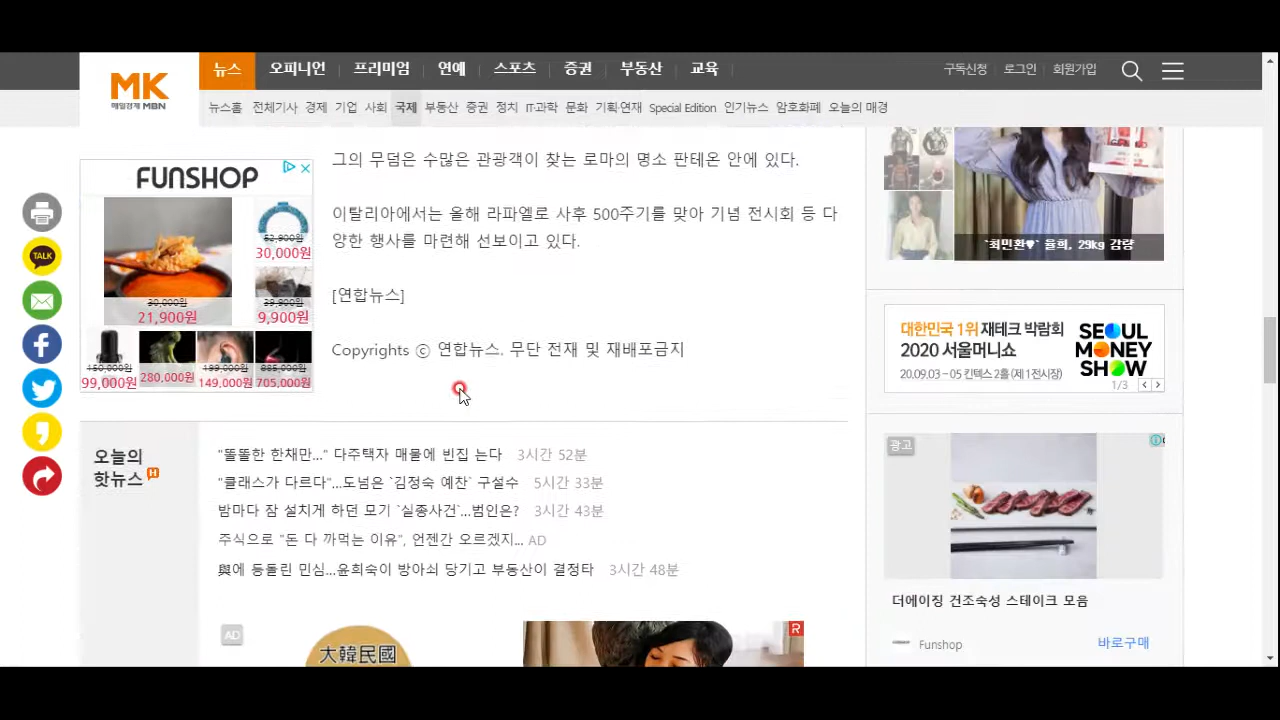 MK
매일경제 MBN
뉴스 오피니언 프리미엄 연예 스포츠 증권 부동산 교육
구독신청 로그인 회원가입
뉴스홈 전체기사 경제 기업 사회 국제 부동산 증권 정치 IT·과학 문화 기획·연재 Special Edition 인기뉴스 암호화폐 오늘의 매경
그의 무덤은 수많은 관광객이 찾는 로마의 명소 판테온 안에 있다.
이탈리아에서는 올해 라파엘로 사후 500주기를 맞아 기념 전시회 등 다
양한 행사를 마련해 선보이고 있다.
[연합뉴스]
Copyrights ⓒ 연합뉴스. 무단 전재 및 재배포금지
FUNSHOP
52,900원
30,000원
30,000원
21,900원
39,900원
9,900원
150,000원
99,000원
280,000원
199,000원
149,000원
885,000원
705,000원
TALK
오늘의
핫뉴스 H
"똘똘한 한채만…" 다주택자 매물에 빈집 는다 3시간 52분
"클래스가 다르다"…도넘은 `김정숙 예찬` 구설수 5시간 33분
밤마다 잠 설치게 하던 모기 `실종사건`…범인은? 3시간 43분
주식으로 "돈 다 까먹는 이유", 언젠간 오르겠지... AD
與에 등돌린 민심…윤희숙이 방아쇠 당기고 부동산이 결정타 3시간 48분
AD
大韓民國
R
`최민환♥` 율희, 29kg 감량
대한민국 1위 재테크 박람회
2020 서울머니쇼
20.09.03 – 05 킨텍스 2홀 (제 1전시장)
SEOUL
MONEY
SHOW
1/3
광고
더에이징 건조숙성 스테이크 모음
Funshop 바로구매